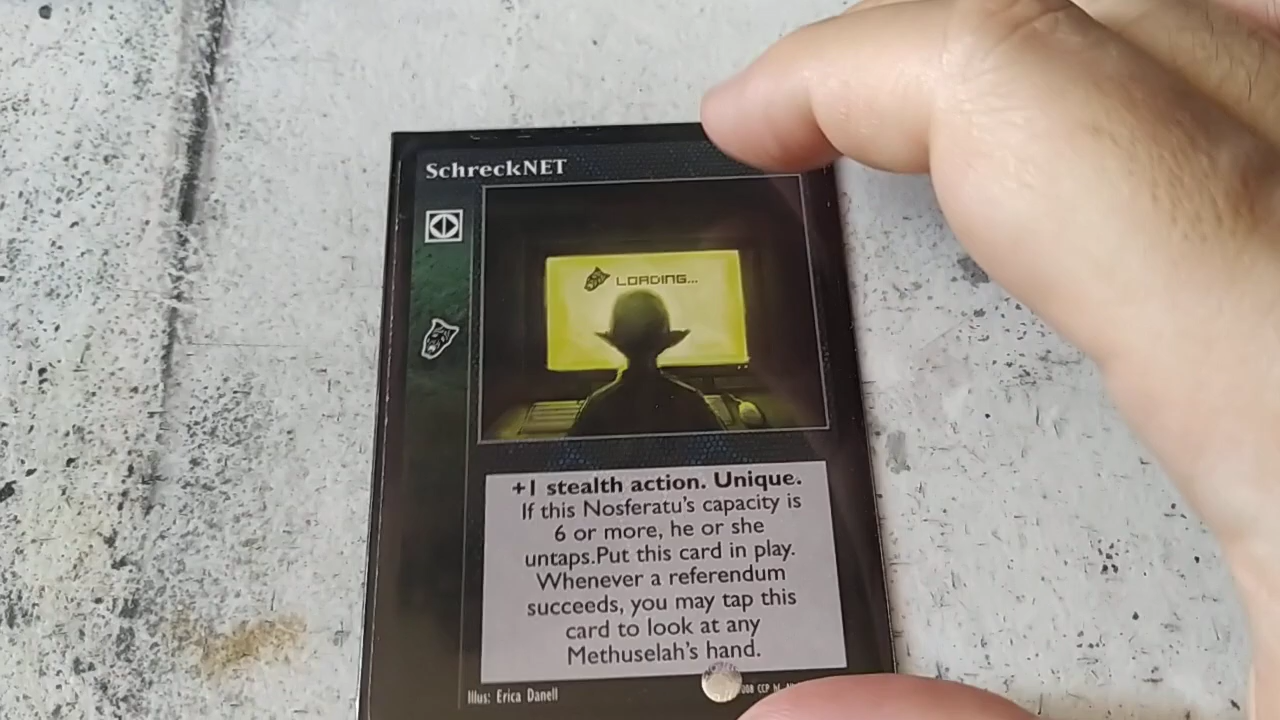 SchreckNET
LOADING...
+1 stealth action. Unique.
If this Nosferatu's capacity is
6 or more, he or she
untaps.Put this card in play.
Whenever a referendum
succeeds, you may tap this
card to look at any
Methuselah's hand.
Illus: Erica Danell
CCP